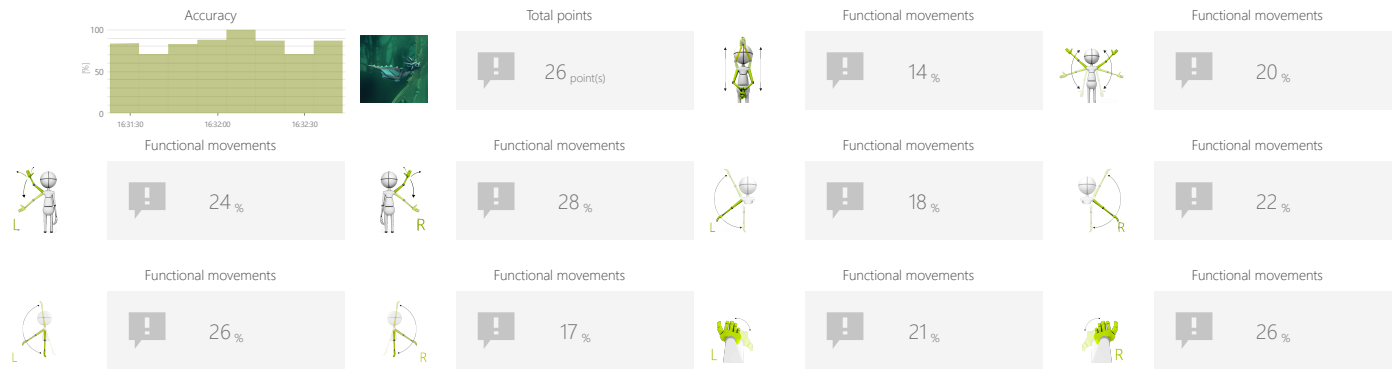 Accuracy
Total points
Functional movements
Functional movements
100
50
0
[%]
16:31:30
16:32:00
16:32:30
26 point(s)
14 %
20 %
Functional movements
Functional movements
Functional movements
Functional movements
L
24 %
R
28 %
L
18 %
R
22 %
Functional movements
Functional movements
Functional movements
Functional movements
L
26 %
R
17 %
L
21 %
R
26 %